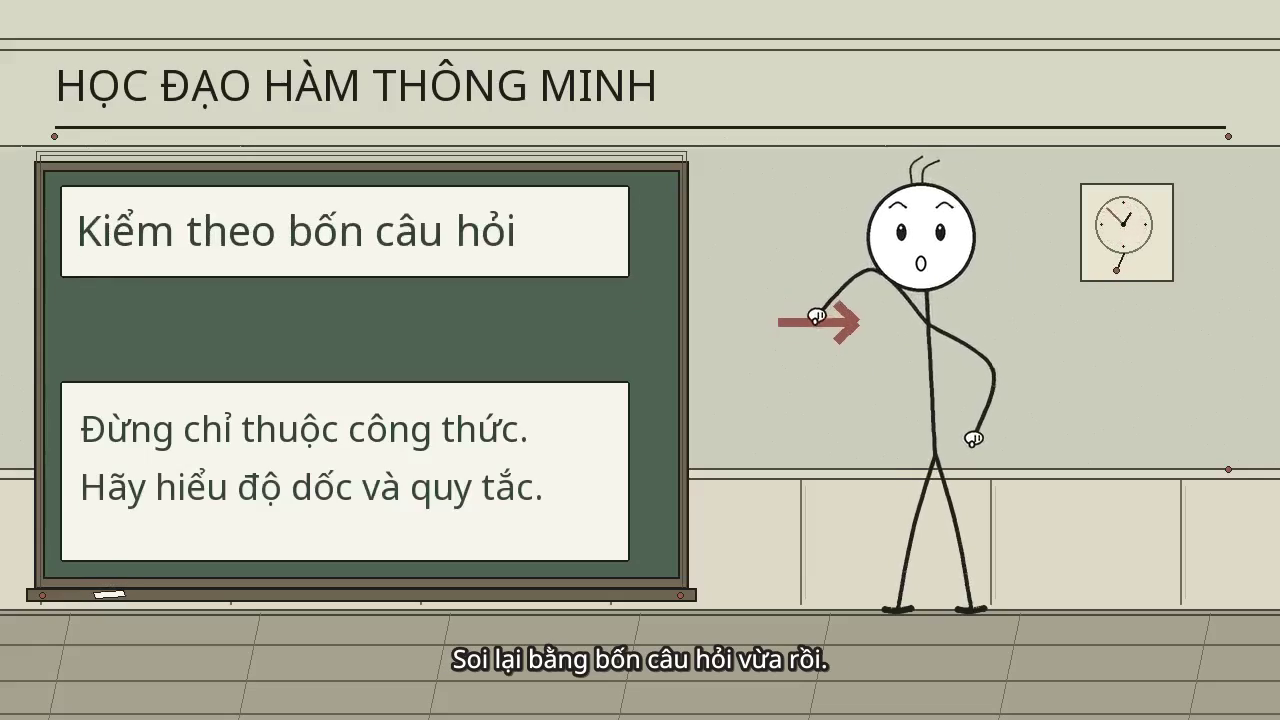 HỌC ĐẠO HÀM THÔNG MINH
Kiểm theo bốn câu hỏi
Đừng chỉ thuộc công thức.
Hãy hiểu độ dốc và quy tắc.
Soi lại bằng bốn câu hỏi vừa rồi.